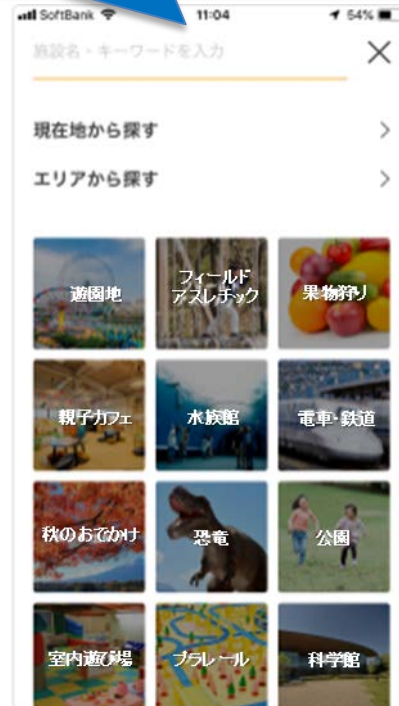 SoftBank 11:04 54%
施設名・キーワードを入力
現在地から探す
エリアから探す
遊園地
フィールド
アスレチック
果物狩り
親子カフェ
水族館
電車・鉄道
秋のおでかけ
恐竜
公園
室内遊び場
プラレール
科学館